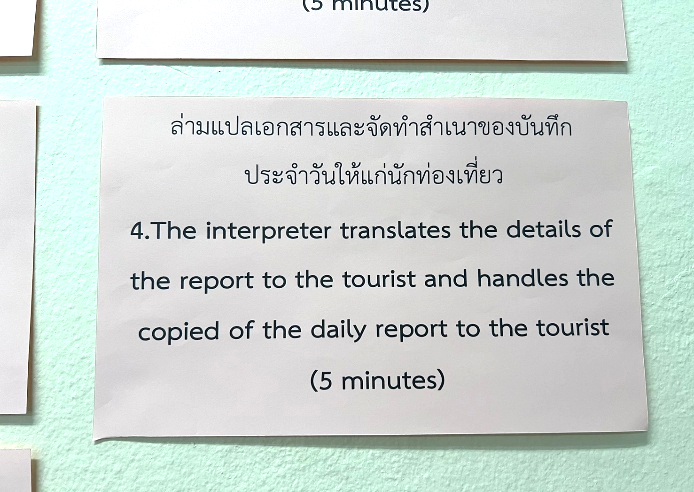 (5 minutes)
ล่ามแปลเอกสารและจัดทำสำเนาของบันทึก
ประจำวันให้แก่นักท่องเที่ยว
4.The interpreter translates the details of
the report to the tourist and handles the
copied of the daily report to the tourist
(5 minutes)